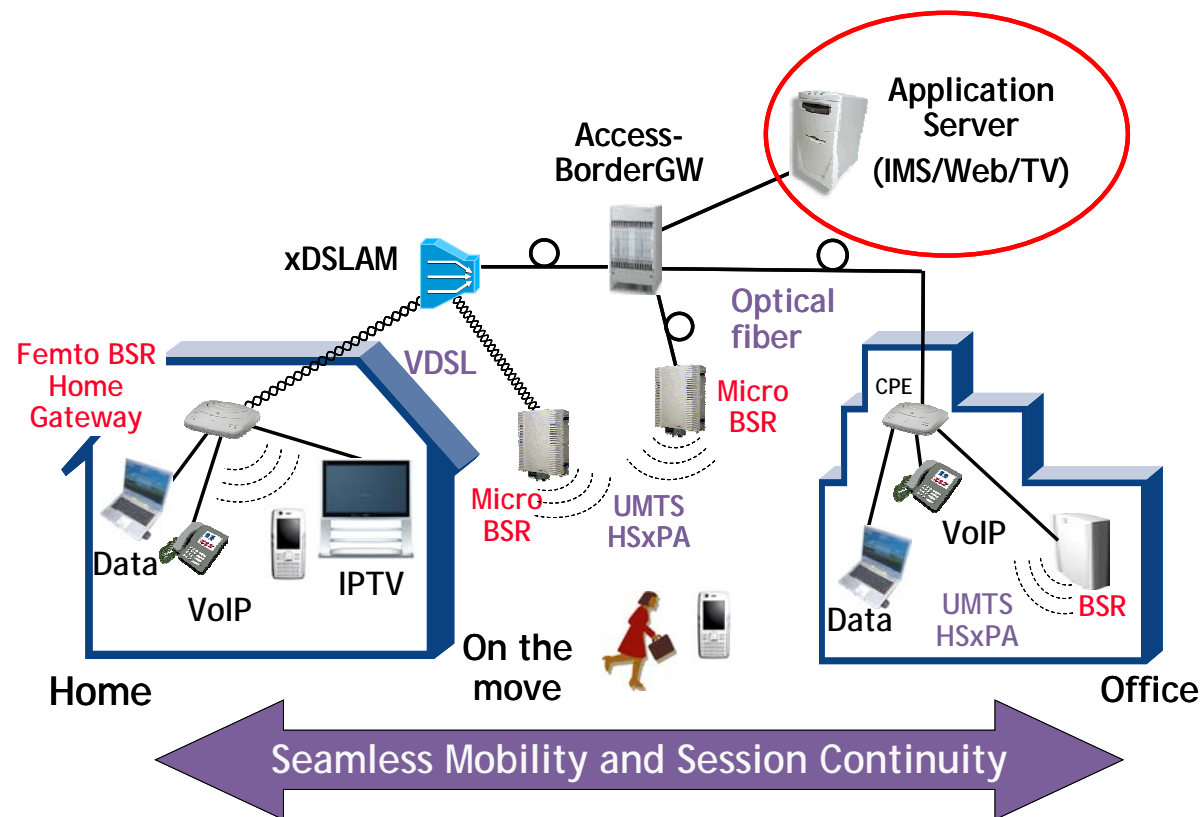 Application
Server
(IMS/Web/TV)
Access-
BorderGW
xDSLAM
Optical
fiber
Femto BSR
Home
Gateway
VDSL
Micro
BSR
CPE
Micro
BSR
UMTS
HSxPA
VoIP
Data
IPTV
VoIP
Data
UMTS
HSxPA
BSR
On the
move
Home
Office
Seamless Mobility and Session Continuity